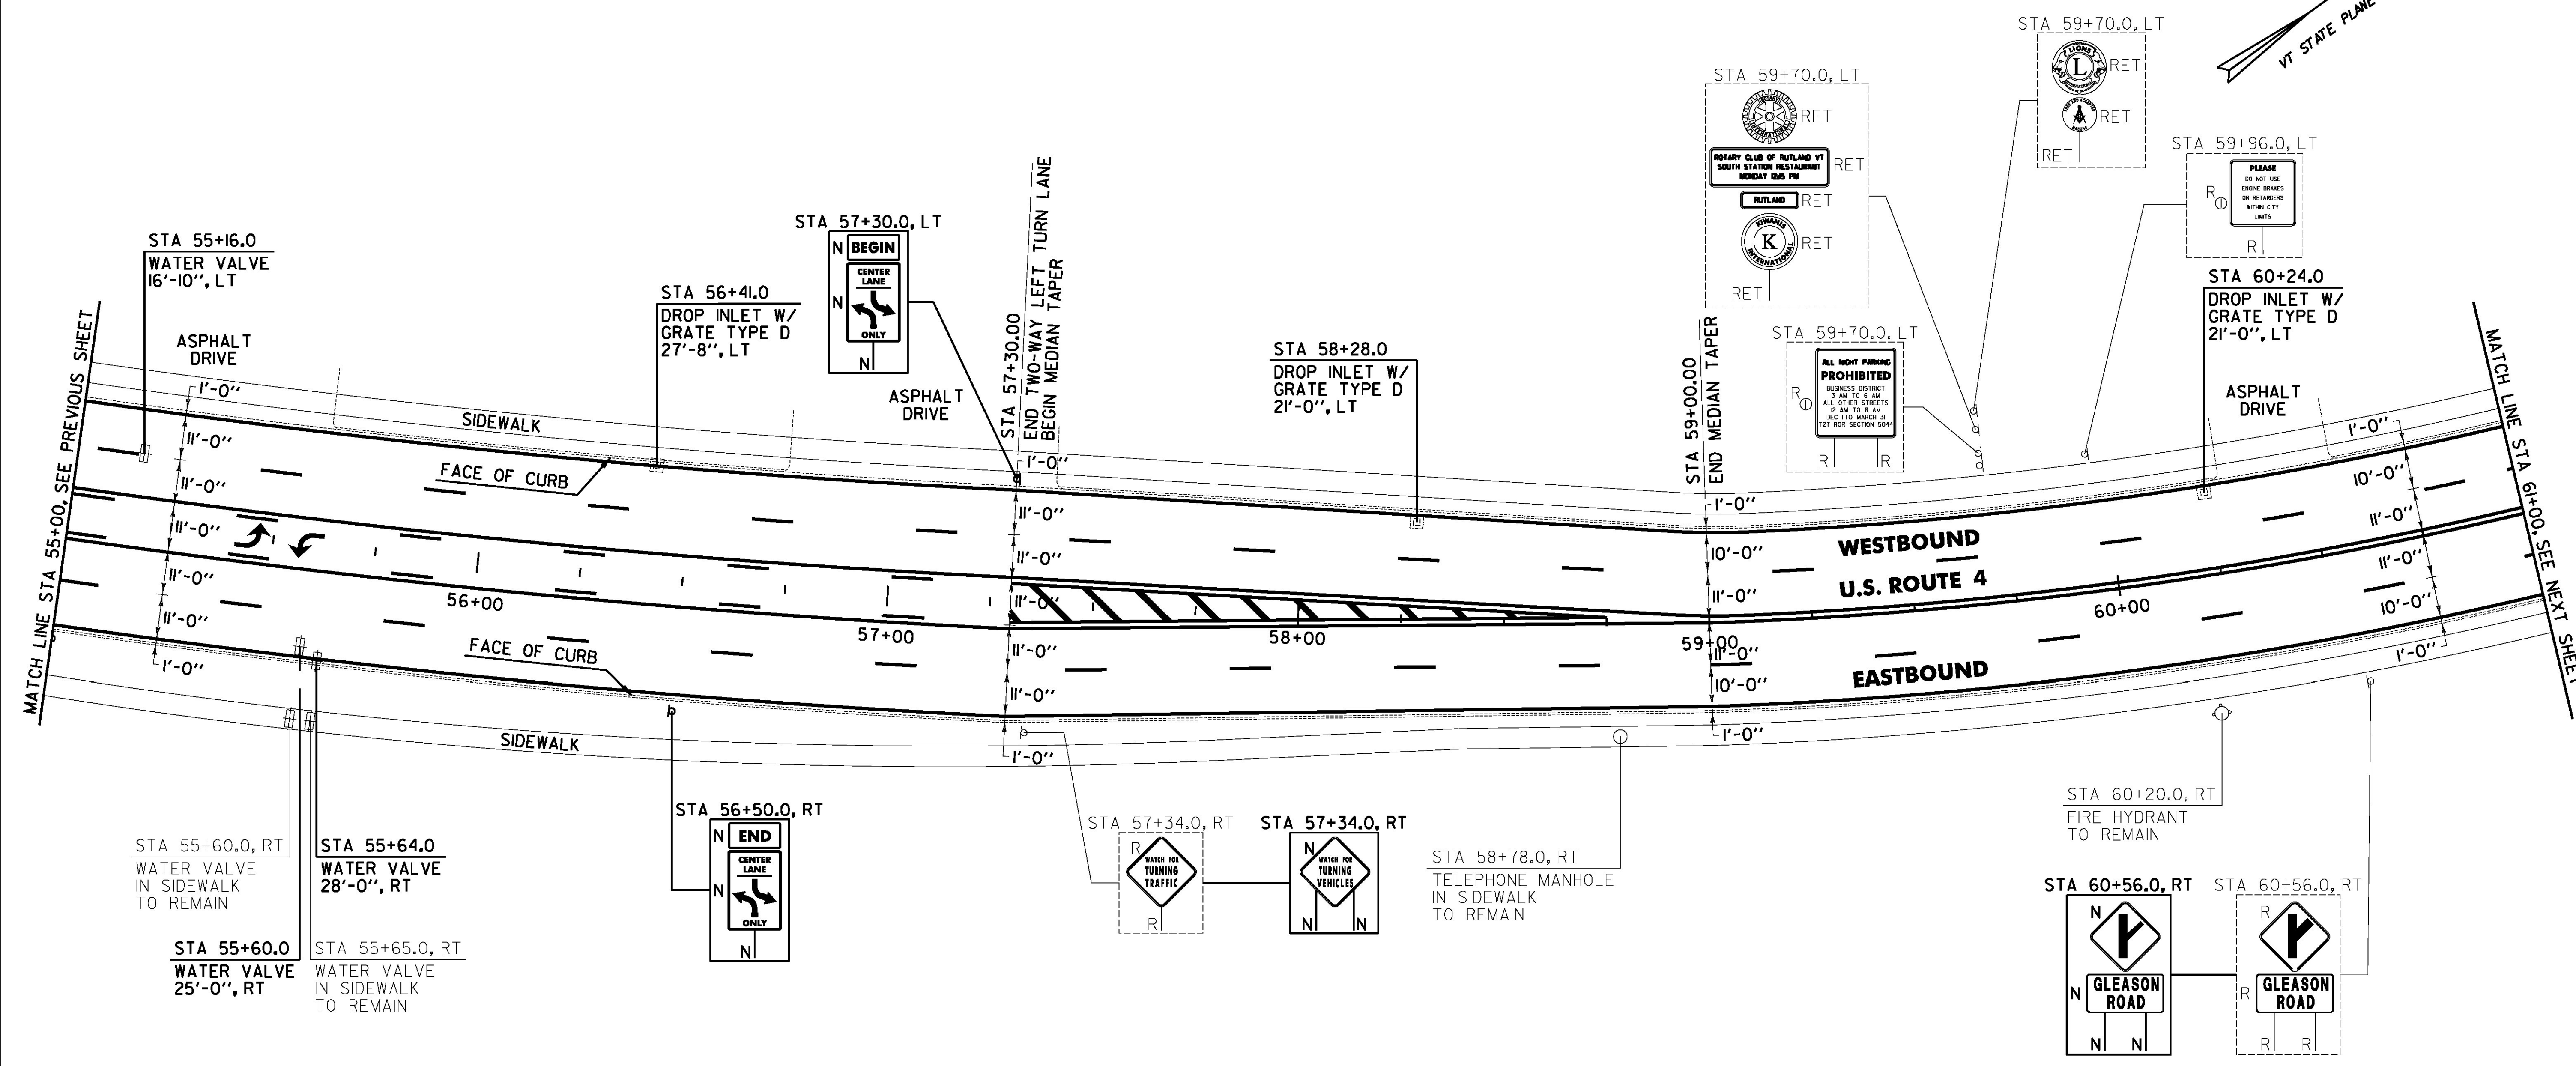 VT STATE PLANE
STA 59+70.0, LT
LIONS
L
INTERNATIONAL
RET
FREE AND ACCEPTED
MASONS
RET
RET
STA 59+70.0, LT
ROTARY
INTERNATIONAL
RET
ROTARY CLUB OF RUTLAND VT
SOUTH STATION RESTAURANT
MONDAY 12:15 PM
RET
RUTLAND
RET
KIWANIS
K
INTERNATIONAL
RET
RET
STA 59+96.0, LT
PLEASE
DO NOT USE
ENGINE BRAKES
OR RETARDERS
WITHIN CITY
LIMITS
R
1
R
STA 60+24.0
DROP INLET W/
GRATE TYPE D
21'-0", LT
STA 59+70.0, LT
ALL NIGHT PARKING
PROHIBITED
BUSINESS DISTRICT
3 AM TO 6 AM
ALL OTHER STREETS
12 AM TO 6 AM
DEC 1 TO MARCH 31
T27 ROR SECTION 5044
R
1
R
R
STA 55+16.0
WATER VALVE
16'-10", LT
STA 56+41.0
DROP INLET W/
GRATE TYPE D
27'-8", LT
STA 57+30.0, LT
N
BEGIN
CENTER
LANE
N
ONLY
N
STA 57+30.00
END TWO-WAY LEFT TURN LANE
BEGIN MEDIAN TAPER
STA 58+28.0
DROP INLET W/
GRATE TYPE D
21'-0", LT
STA 59+00.00
END MEDIAN TAPER
MATCH LINE STA 55+00, SEE PREVIOUS SHEET
MATCH LINE STA 61+00, SEE NEXT SHEET
ASPHALT
DRIVE
ASPHALT
DRIVE
ASPHALT
DRIVE
SIDEWALK
FACE OF CURB
1'-0"
11'-0"
11'-0"
11'-0"
11'-0"
11'-0"
1'-0"
56+00
57+00
FACE OF CURB
SIDEWALK
1'-0"
11'-0"
11'-0"
11'-0"
11'-0"
11'-0"
1'-0"
58+00
59+00
1'-0"
10'-0"
11'-0"
11'-0"
10'-0"
1'-0"
WESTBOUND
U.S. ROUTE 4
EASTBOUND
60+00
1'-0"
10'-0"
11'-0"
11'-0"
10'-0"
1'-0"
STA 55+60.0, RT
WATER VALVE
IN SIDEWALK
TO REMAIN
STA 55+64.0
WATER VALVE
28'-0", RT
STA 55+60.0
WATER VALVE
25'-0", RT
STA 55+65.0, RT
WATER VALVE
IN SIDEWALK
TO REMAIN
STA 56+50.0, RT
N
END
CENTER
LANE
N
ONLY
N
STA 57+34.0, RT
R
WATCH FOR
TURNING
TRAFFIC
R
STA 57+34.0, RT
N
WATCH FOR
TURNING
VEHICLES
N
N
STA 58+78.0, RT
TELEPHONE MANHOLE
IN SIDEWALK
TO REMAIN
STA 60+20.0, RT
FIRE HYDRANT
TO REMAIN
STA 60+56.0, RT
N
N
GLEASON
ROAD
N
N
STA 60+56.0, RT
R
R
GLEASON
ROAD
R
R